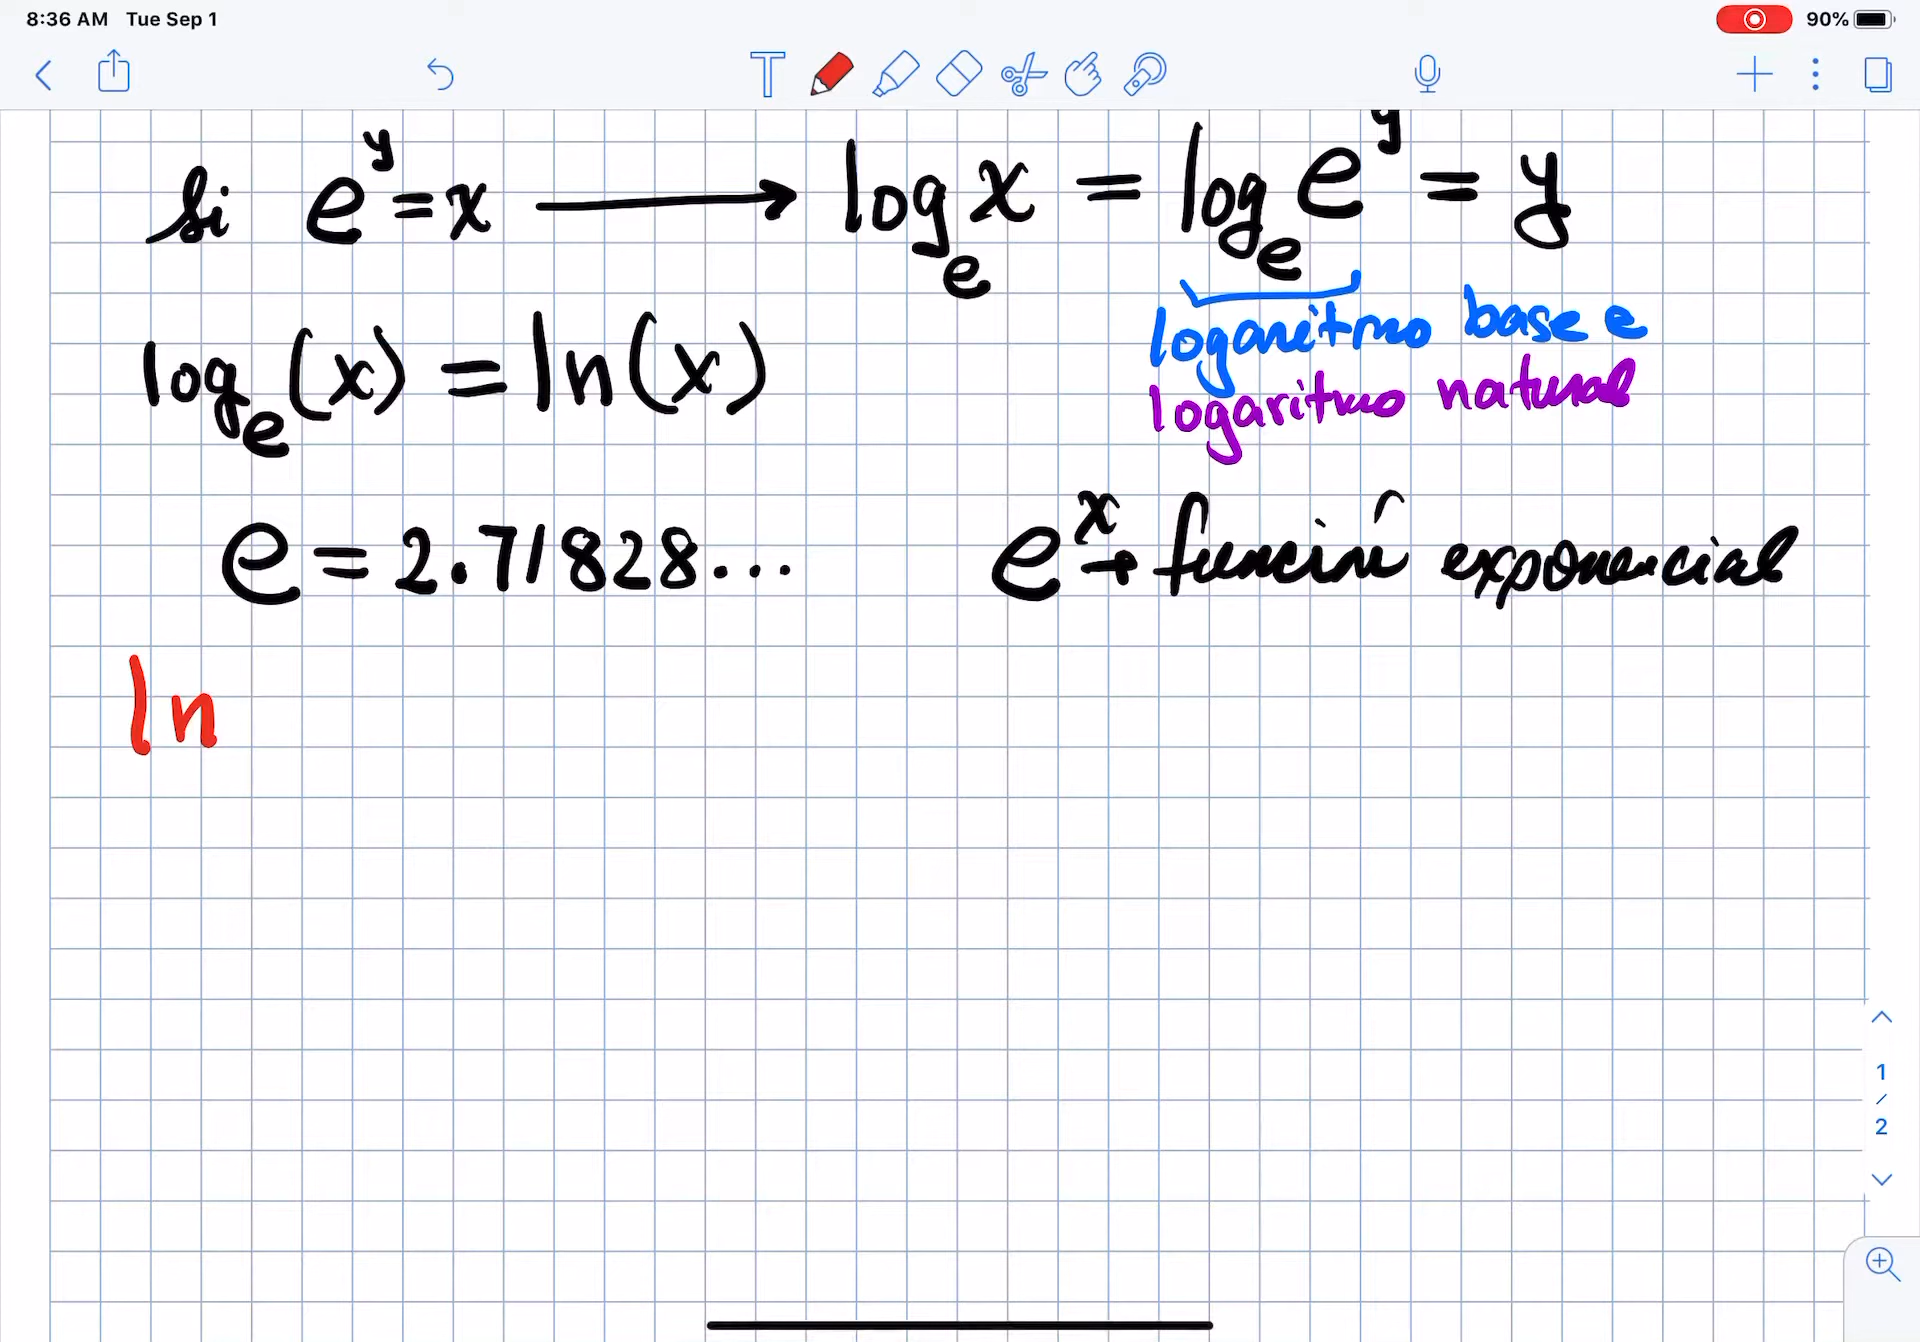 8:36 AM Tue Sep 1 90%
si e^y = x → log_e x = log_e e^y = y
logaritmo base e
log_e (x) = ln(x)
logaritmo natural
e = 2.71828... e^x → función exponencial
ln
1
/
2